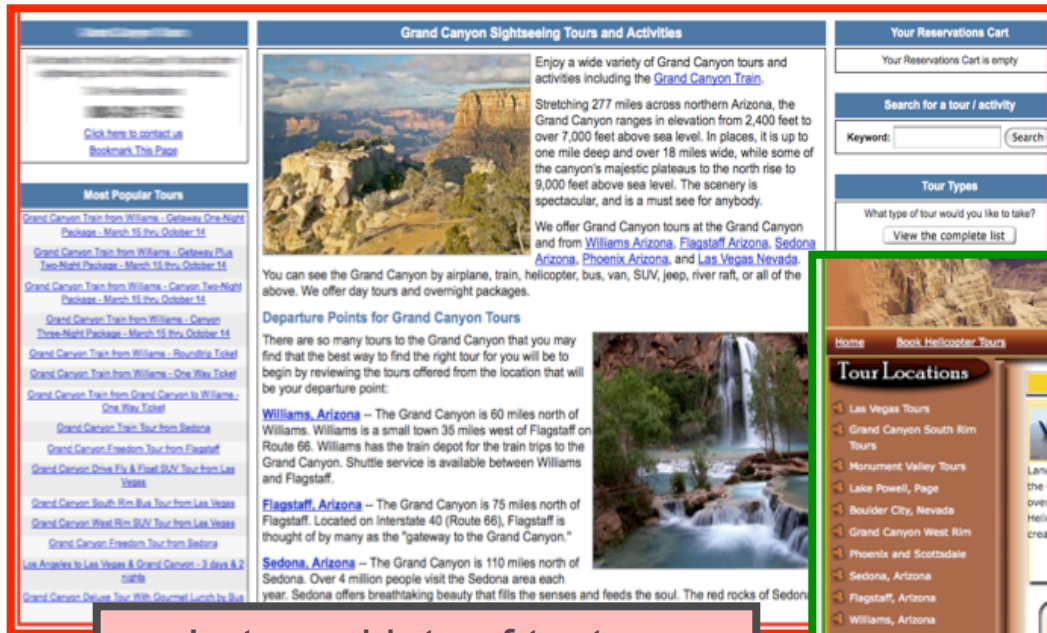 Click here to contact us
Bookmark This Page
Most Popular Tours
Grand Canyon Train from Williams - Getaway One-Night
Package - March 15 thru October 14
Grand Canyon Train from Williams - Getaway Plus
Two-Night Package - March 15 thru October 14
Grand Canyon Train from Williams - Canyon Two-Night
Package - March 15 thru October 14
Grand Canyon Train from Williams - Canyon
Three-Night Package - March 15 thru October 14
Grand Canyon Train from Williams - Roundtrip Ticket
Grand Canyon Train from Williams - One Way Ticket
Grand Canyon Train from Grand Canyon to Williams -
One Way Ticket
Grand Canyon Train Tour from Sedona
Grand Canyon Freedom Tour from Flagstaff
Grand Canyon Drive Fly & Float SUV Tour from Las
Vegas
Grand Canyon South Rim Bus Tour from Las Vegas
Grand Canyon West Rim SUV Tour from Las Vegas
Grand Canyon Freedom Tour from Sedona
Los Angeles to Las Vegas & Grand Canyon - 3 days & 2
nights
Grand Canyon Deluxe Tour With Gourmet Lunch by Bus
Grand Canyon Sightseeing Tours and Activities
Enjoy a wide variety of Grand Canyon tours and
activities including the Grand Canyon Train.
Stretching 277 miles across northern Arizona, the
Grand Canyon ranges in elevation from 2,400 feet to
over 7,000 feet above sea level. In places, it is up to
one mile deep and over 18 miles wide, while some of
the canyon's majestic plateaus to the north rise to
9,000 feet above sea level. The scenery is
spectacular, and is a must see for anybody.
We offer Grand Canyon tours at the Grand Canyon
and from Williams Arizona, Flagstaff Arizona, Sedona
Arizona, Phoenix Arizona, and Las Vegas Nevada.
You can see the Grand Canyon by airplane, train, helicopter, bus, van, SUV, jeep, river raft, or all of the
above. We offer day tours and overnight packages.
Departure Points for Grand Canyon Tours
There are so many tours to the Grand Canyon that you may
find that the best way to find the right tour for you will be to
begin by reviewing the tours offered from the location that will
be your departure point:
Williams, Arizona -- The Grand Canyon is 60 miles north of
Williams. Williams is a small town 35 miles west of Flagstaff on
Route 66. Williams has the train depot for the train trips to the
Grand Canyon. Shuttle service is available between Williams
and Flagstaff.
Flagstaff, Arizona -- The Grand Canyon is 75 miles north of
Flagstaff. Located on Interstate 40 (Route 66), Flagstaff is
thought of by many as the "gateway to the Grand Canyon."
Sedona, Arizona -- The Grand Canyon is 110 miles north of
Sedona. Over 4 million people visit the Sedona area each
year. Sedona offers breathtaking beauty that fills the senses and feeds the soul. The red rocks of Sedona
Your Reservations Cart
Your Reservations Cart is empty
Search for a tour / activity
Keyword: Search
Tour Types
What type of tour would you like to take?
View the complete list
Home Book Helicopter Tours
Tour Locations
Las Vegas Tours
Grand Canyon South Rim
Tours
Monument Valley Tours
Lake Powell, Page
Boulder City, Nevada
Grand Canyon West Rim
Phoenix and Scottsdale
Sedona, Arizona
Flagstaff, Arizona
Williams, Arizona